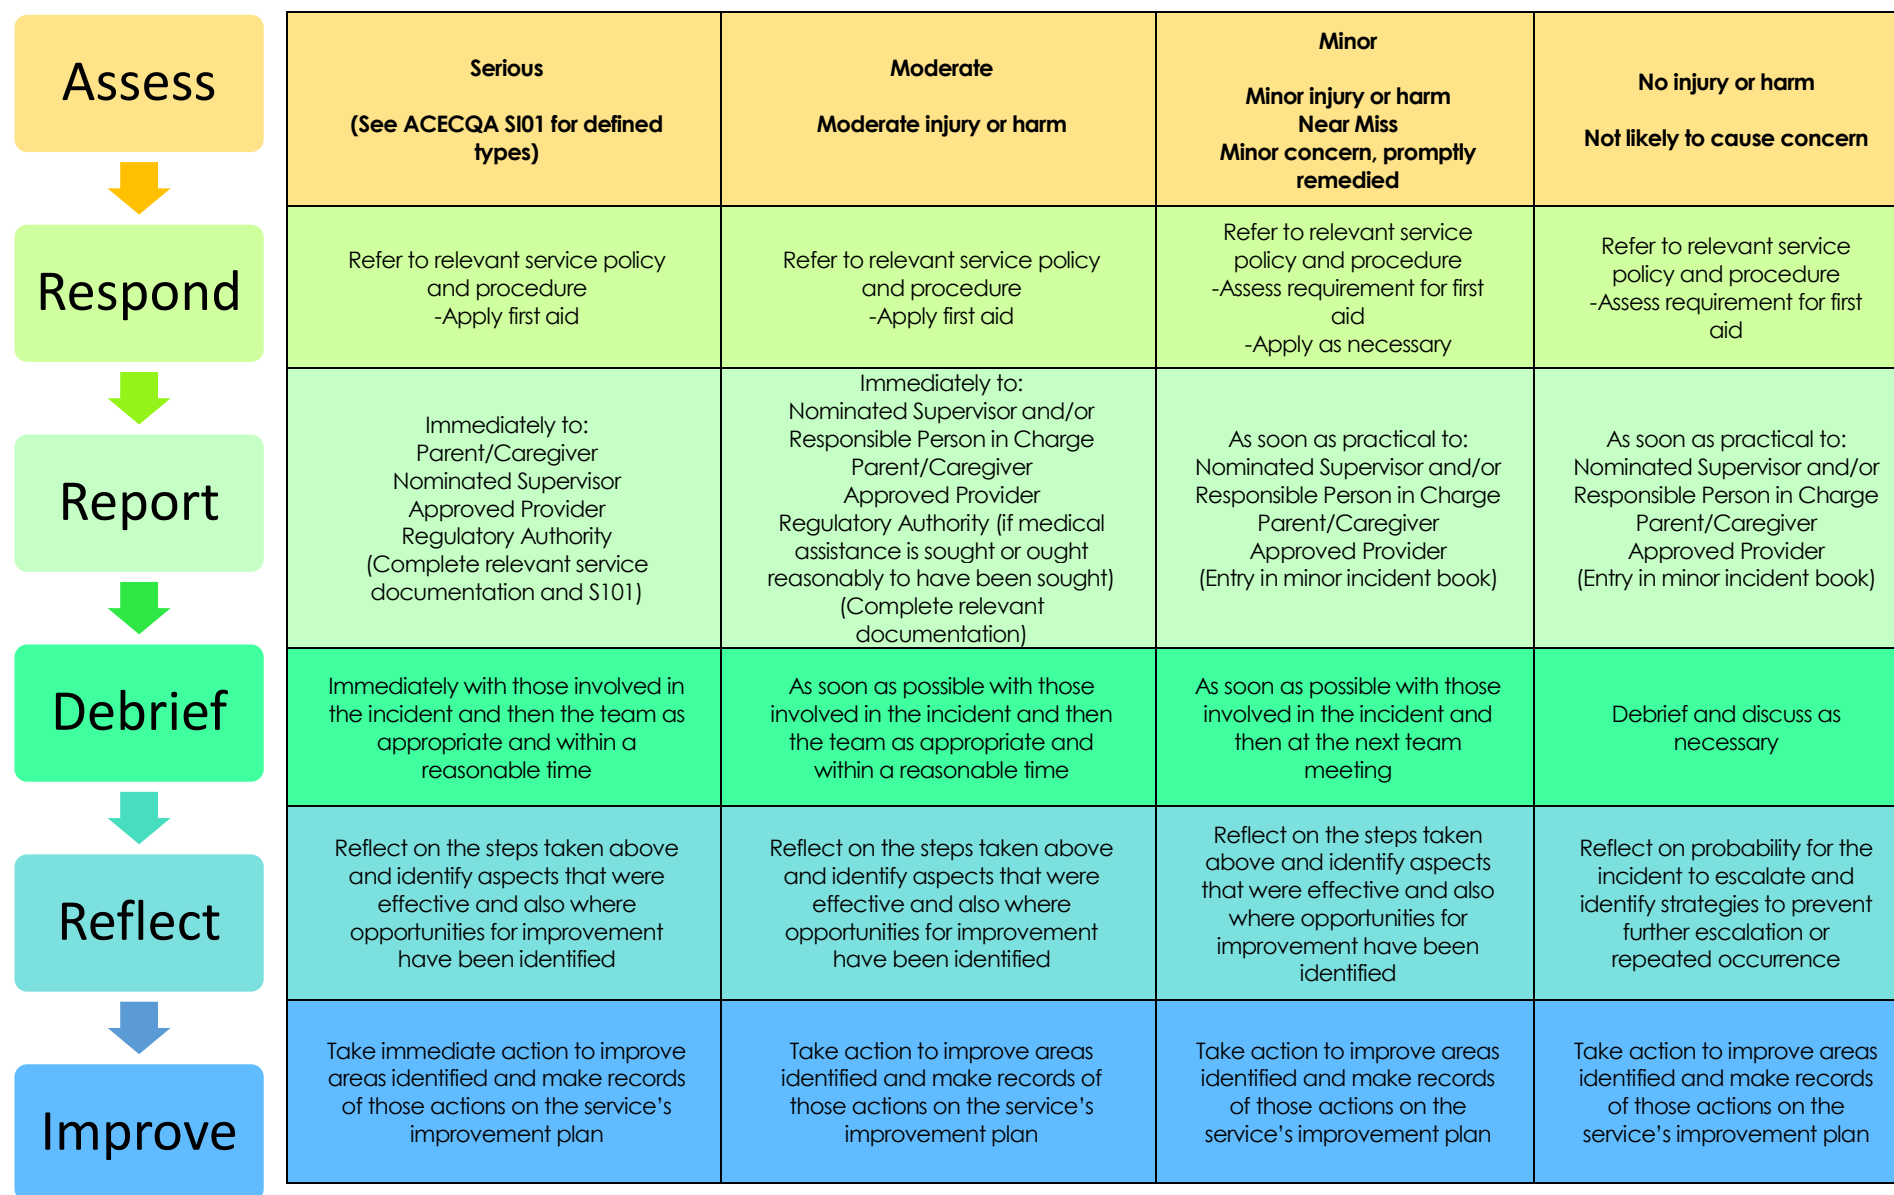 Assess
Serious
(See ACECQA SI01 for defined
types)
Moderate
Moderate injury or harm
Minor
Minor injury or harm
Near Miss
Minor concern, promptly
remedied
No injury or harm
Not likely to cause concern
Respond
Refer to relevant service policy
and procedure
-Apply first aid
Refer to relevant service policy
and procedure
-Apply first aid
Refer to relevant service
policy and procedure
-Assess requirement for first
aid
-Apply as necessary
Refer to relevant service
policy and procedure
-Assess requirement for first
aid
Report
Immediately to:
Parent/Caregiver
Nominated Supervisor
Approved Provider
Regulatory Authority
(Complete relevant service
documentation and S101)
Immediately to:
Nominated Supervisor and/or
Responsible Person in Charge
Parent/Caregiver
Approved Provider
Regulatory Authority (if medical
assistance is sought or ought
reasonably to have been sought)
(Complete relevant
documentation)
As soon as practical to:
Nominated Supervisor and/or
Responsible Person in Charge
Parent/Caregiver
Approved Provider
(Entry in minor incident book)
As soon as practical to:
Nominated Supervisor and/or
Responsible Person in Charge
Parent/Caregiver
Approved Provider
(Entry in minor incident book)
Debrief
Immediately with those involved in
the incident and then the team as
appropriate and within a
reasonable time
As soon as possible with those
involved in the incident and then
the team as appropriate and
within a reasonable time
As soon as possible with those
involved in the incident and
then at the next team
meeting
Debrief and discuss as
necessary
Reflect
Reflect on the steps taken above
and identify aspects that were
effective and also where
opportunities for improvement
have been identified
Reflect on the steps taken above
and identify aspects that were
effective and also where
opportunities for improvement
have been identified
Reflect on the steps taken
above and identify aspects
that were effective and also
where opportunities for
improvement have been
identified
Reflect on probability for the
incident to escalate and
identify strategies to prevent
further escalation or
repeated occurrence
Improve
Take immediate action to improve
areas identified and make records
of those actions on the service's
improvement plan
Take action to improve areas
identified and make records of
those actions on the service's
improvement plan
Take action to improve areas
identified and make records
of those actions on the
service's improvement plan
Take action to improve areas
identified and make records
of those actions on the
service's improvement plan